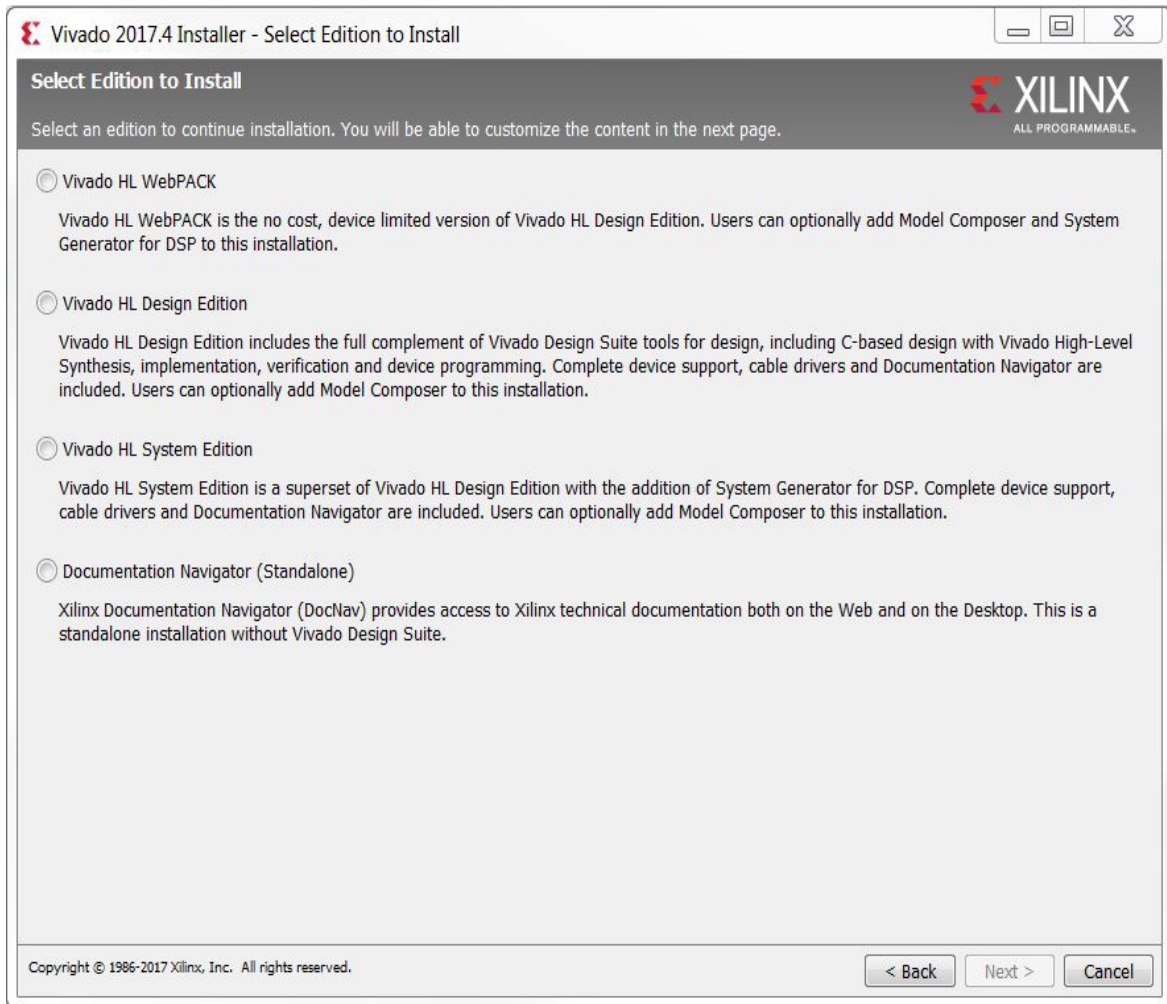 Vivado 2017.4 Installer - Select Edition to Install
Select Edition to Install
XILINX
ALL PROGRAMMABLE™
Select an edition to continue installation. You will be able to customize the content in the next page.
Vivado HL WebPACK
Vivado HL WebPACK is the no cost, device limited version of Vivado HL Design Edition. Users can optionally add Model Composer and System
Generator for DSP to this installation.
Vivado HL Design Edition
Vivado HL Design Edition includes the full complement of Vivado Design Suite tools for design, including C-based design with Vivado High-Level
Synthesis, implementation, verification and device programming. Complete device support, cable drivers and Documentation Navigator are
included. Users can optionally add Model Composer to this installation.
Vivado HL System Edition
Vivado HL System Edition is a superset of Vivado HL Design Edition with the addition of System Generator for DSP. Complete device support,
cable drivers and Documentation Navigator are included. Users can optionally add Model Composer to this installation.
Documentation Navigator (Standalone)
Xilinx Documentation Navigator (DocNav) provides access to Xilinx technical documentation both on the Web and on the Desktop. This is a
standalone installation without Vivado Design Suite.
Copyright © 1986-2017 Xilinx, Inc. All rights reserved.
< Back
Next >
Cancel